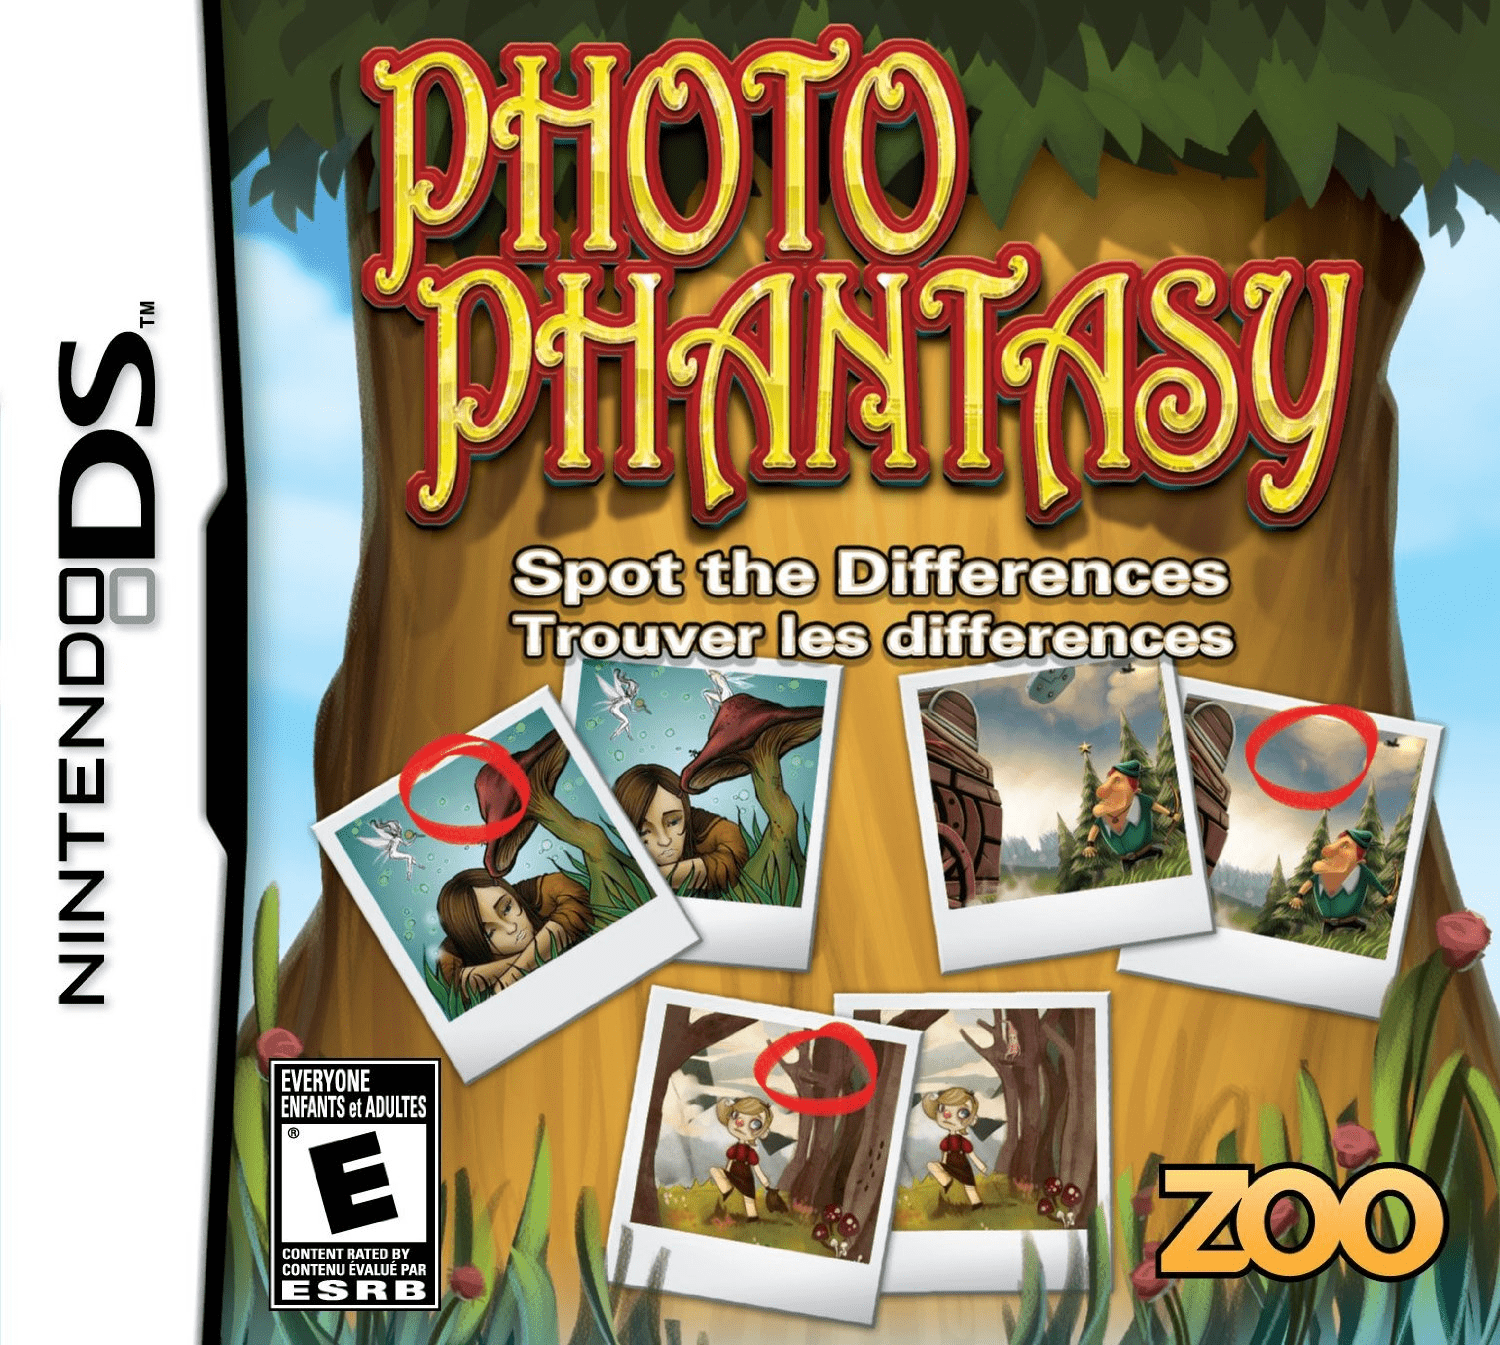 NINTENDO DS™
PHOTO
PHANTASY
Spot the Differences
Trouver les differences
EVERYONE
ENFANTS et ADULTES
®
E
CONTENT RATED BY
CONTENU ÉVALUÉ PAR
ESRB
ZOO